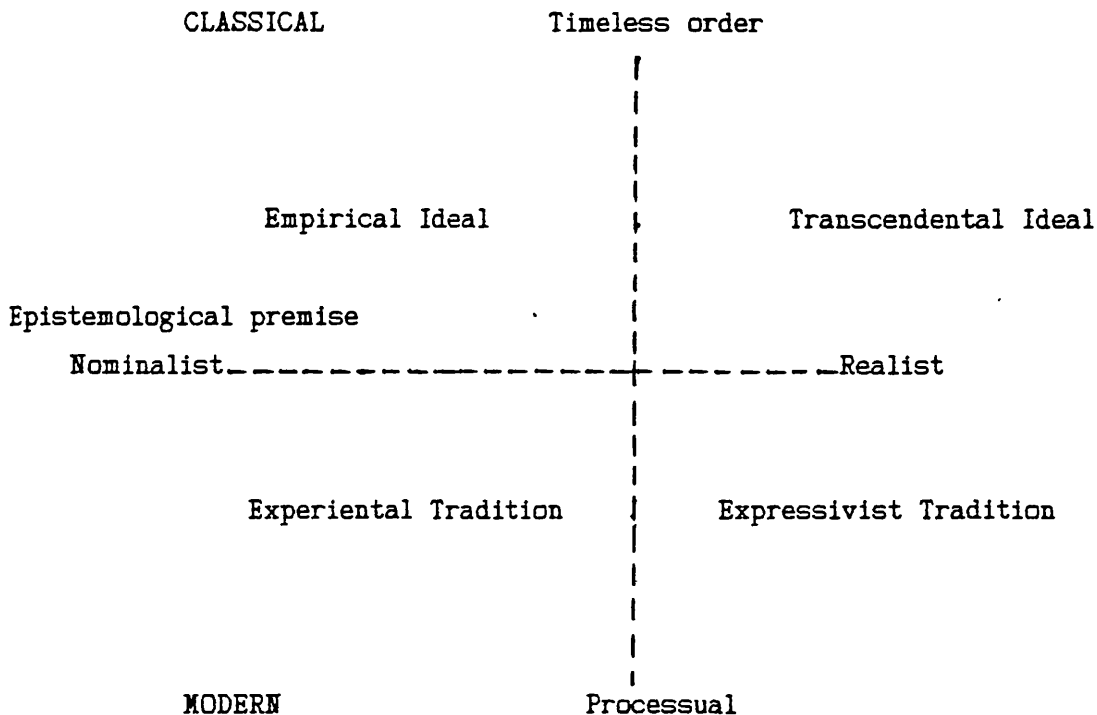 CLASSICAL Timeless order
Empirical Ideal Transcendental Ideal
Epistemological premise
Nominalist Realist
Experiental Tradition Expressivist Tradition
MODERN Processual